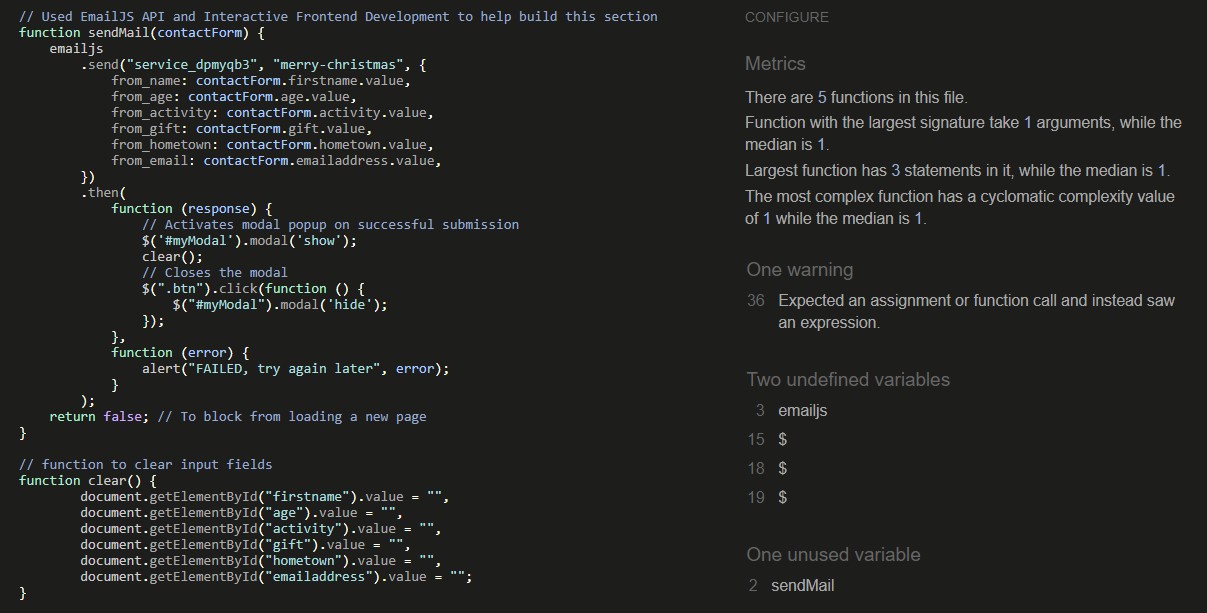 // Used EmailJS API and Interactive Frontend Development to help build this section
function sendMail(contactForm) {
    emailjs
        .send("service_dpmyqb3", "merry-christmas", {
            from_name: contactForm.firstname.value,
            from_age: contactForm.age.value,
            from_activity: contactForm.activity.value,
            from_gift: contactForm.gift.value,
            from_hometown: contactForm.hometown.value,
            from_email: contactForm.emailaddress.value,
        })
        .then(
            function (response) {
                // Activates modal popup on successful submission
                $('#myModal').modal('show');
                clear();
                // Closes the modal
                $(".btn").click(function () {
                    $("#myModal").modal('hide');
                });
            },
            function (error) {
                alert("FAILED, try again later", error);
            }
        );
    return false; // To block from loading a new page
}
// function to clear input fields
function clear() {
        document.getElementById("firstname").value = "",
        document.getElementById("age").value = "",
        document.getElementById("activity").value = "",
        document.getElementById("gift").value = "",
        document.getElementById("hometown").value = "",
        document.getElementById("emailaddress").value = "";
}
CONFIGURE
Metrics
There are 5 functions in this file.
Function with the largest signature take 1 arguments, while the
median is 1.
Largest function has 3 statements in it, while the median is 1.
The most complex function has a cyclomatic complexity value
of 1 while the median is 1.
One warning
36 Expected an assignment or function call and instead saw
an expression.
Two undefined variables
3 emailjs
15 $
18 $
19 $
One unused variable
2 sendMail